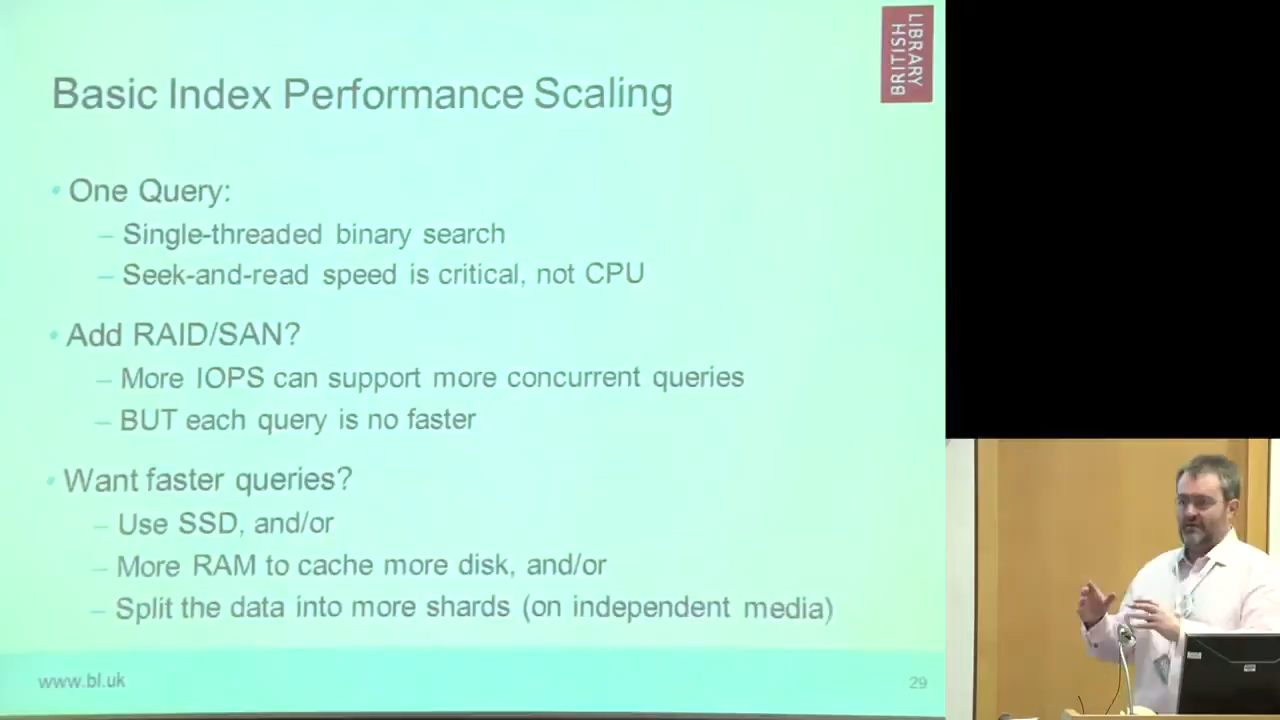 Basic Index Performance Scaling
LIBRARY
BRITISH
• One Query:
– Single-threaded binary search
– Seek-and-read speed is critical, not CPU
• Add RAID/SAN?
– More IOPS can support more concurrent queries
– BUT each query is no faster
• Want faster queries?
– Use SSD, and/or
– More RAM to cache more disk, and/or
– Split the data into more shards (on independent media)
www.bl.uk
29